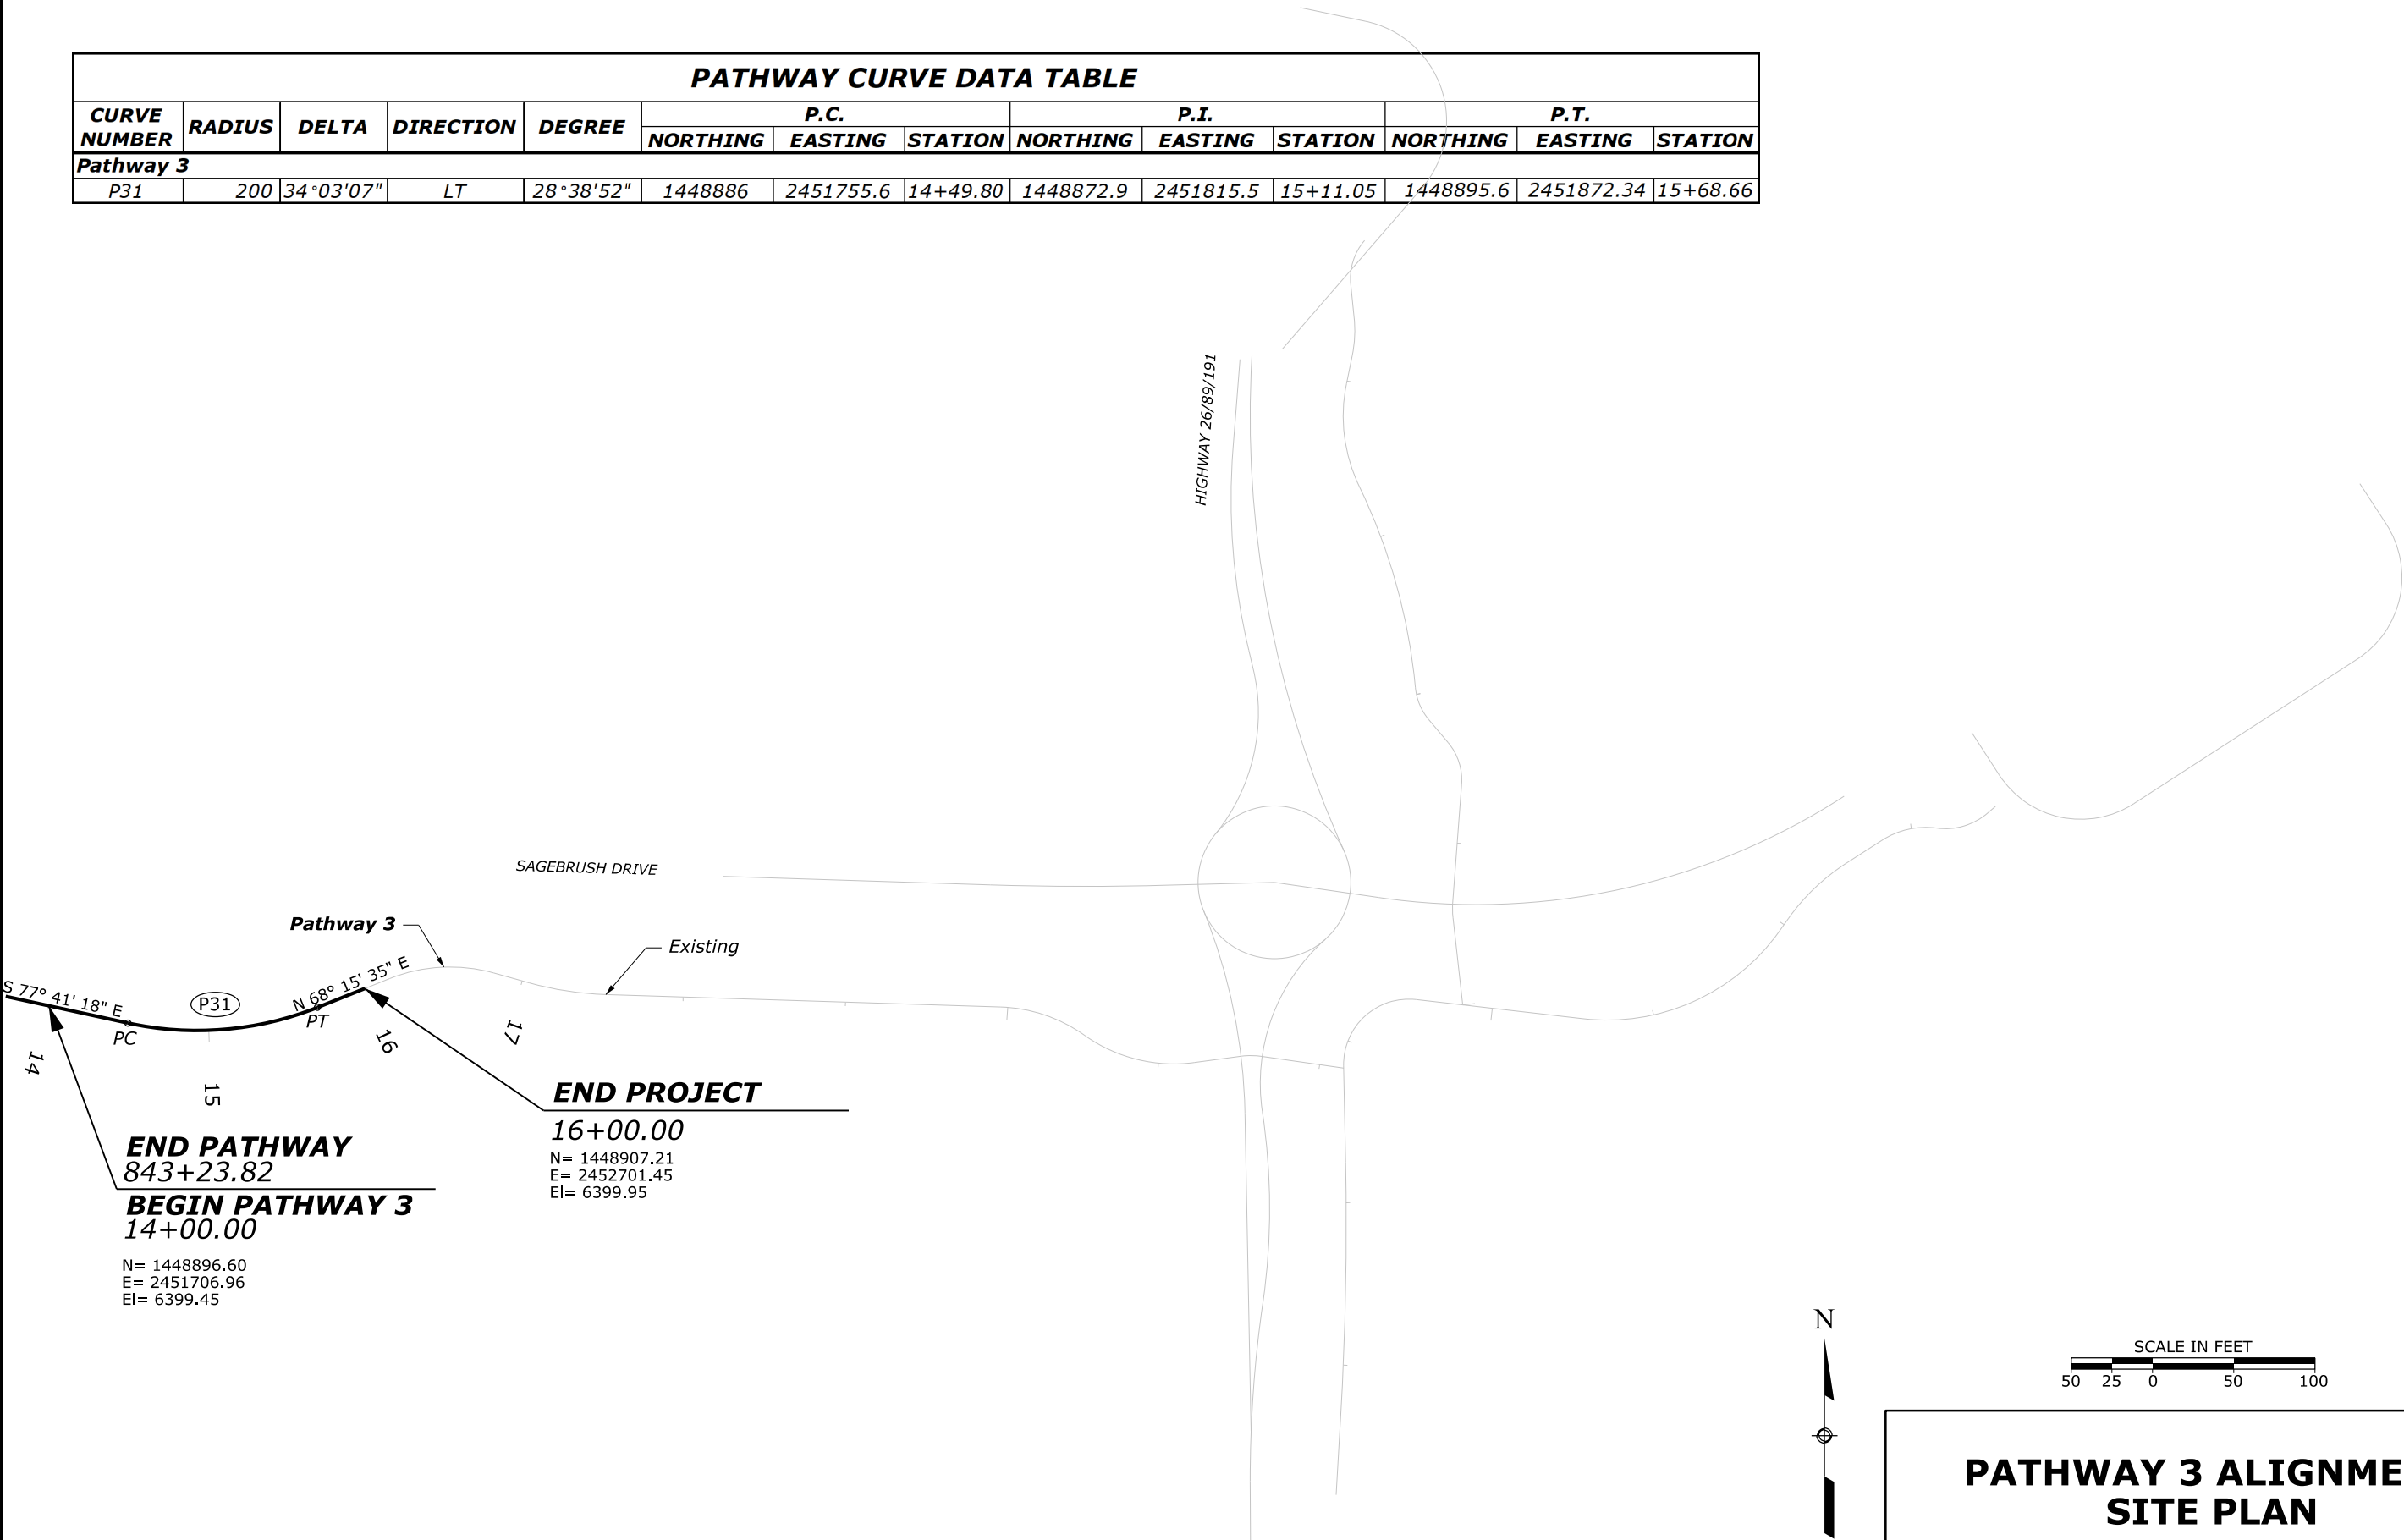 PATHWAY CURVE DATA TABLE
CURVE NUMBER RADIUS DELTA DIRECTION DEGREE P.C. P.I. P.T.
NORTHING EASTING STATION NORTHING EASTING STATION NORTHING EASTING STATION
Pathway 3
P31 200 34°03'07" LT 28°38'52" 1448886 2451755.6 14+49.80 1448872.9 2451815.5 15+11.05 1448895.6 2451872.34 15+68.66
HIGHWAY 26/89/191
SAGEBRUSH DRIVE
Pathway 3
Existing
S 77° 41' 18" E
P31
N 68° 15' 35" E
PC
PT
14
15
16
17
END PROJECT
16+00.00
N= 1448907.21
E= 2452701.45
El= 6399.95
END PATHWAY
843+23.82
BEGIN PATHWAY 3
14+00.00
N= 1448896.60
E= 2451706.96
El= 6399.45
N
SCALE IN FEET
50 25 0 50 100
PATHWAY 3 ALIGNME
SITE PLAN